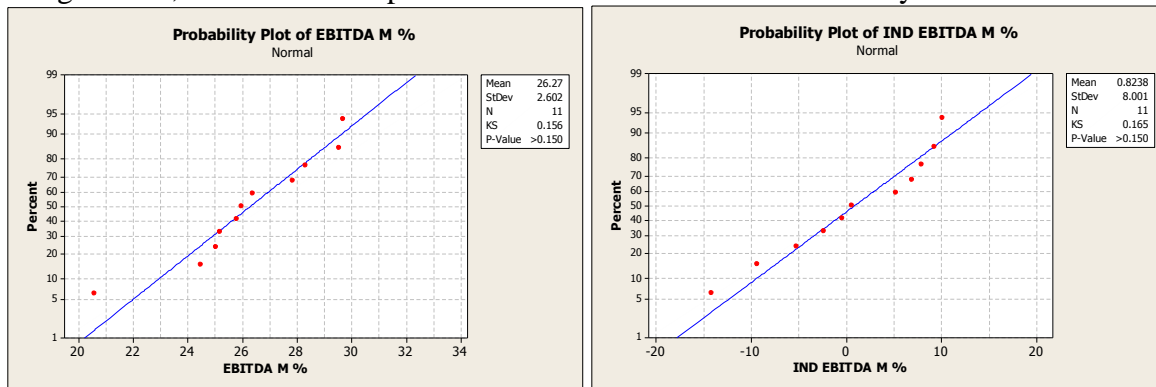 Probability Plot of EBITDA M %
Normal
99
95
90
80
70
60
50
40
30
20
10
5
1
Percent
20 22 24 26 28 30 32 34
EBITDA M %
Mean 26.27
StDev 2.602
N 11
KS 0.156
P-Value >0.150
Probability Plot of IND EBITDA M %
Normal
99
95
90
80
70
60
50
40
30
20
10
5
1
Percent
-20 -10 0 10 20
IND EBITDA M %
Mean 0.8238
StDev 8.001
N 11
KS 0.165
P-Value >0.150